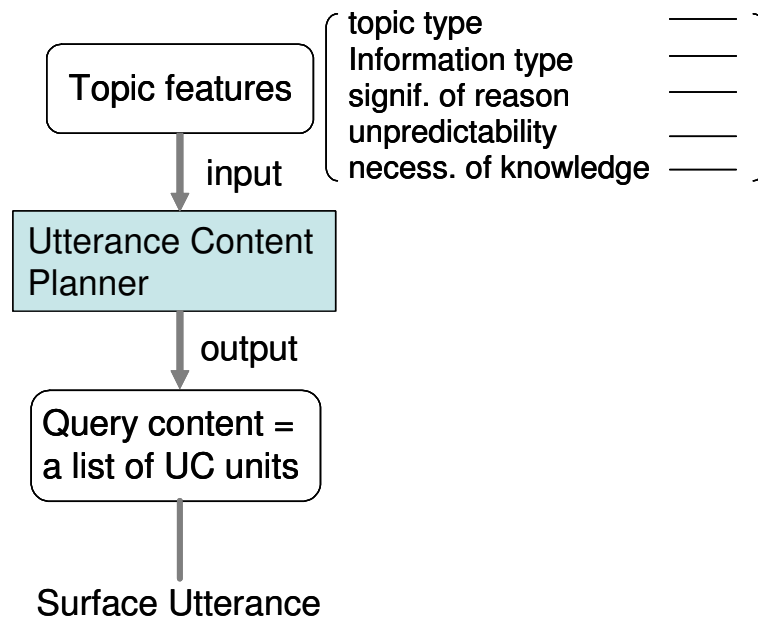 topic type
Information type
signif. of reason
unpredictability
necess. of knowledge
Topic features
input
Utterance Content
Planner
output
Query content =
a list of UC units
Surface Utterance